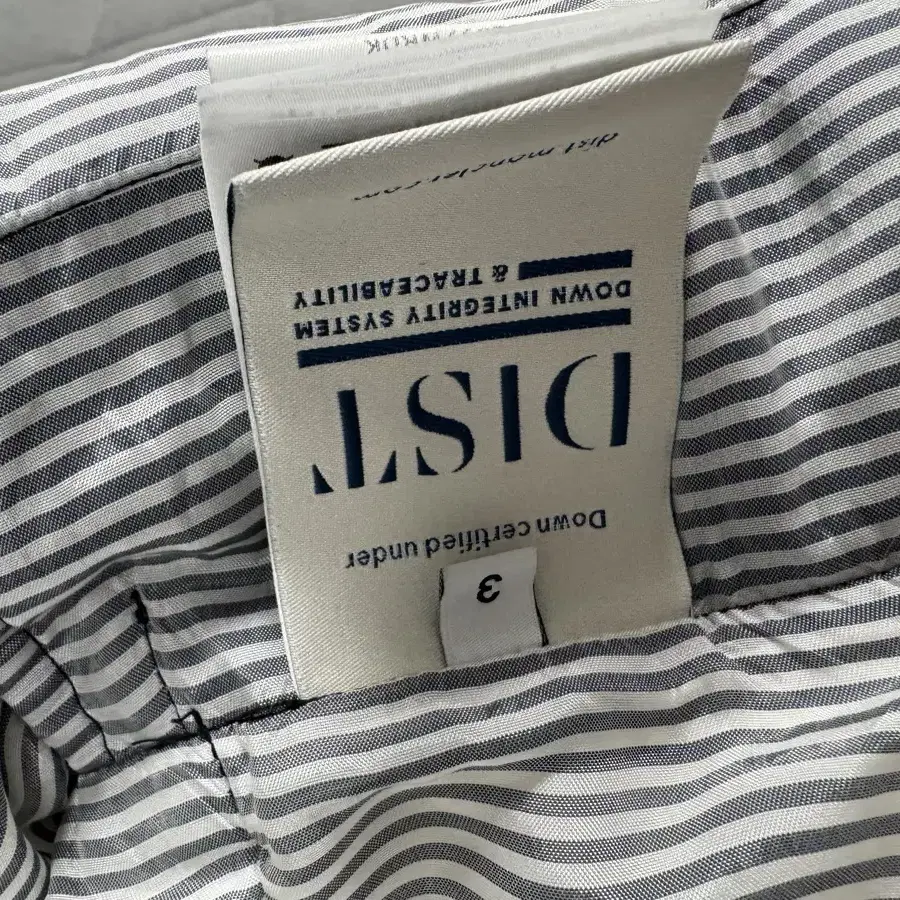 3
Down certified under
DIST
DOWN INTEGRITY SYSTEM
& TRACEABILITY
dist.moncler.com